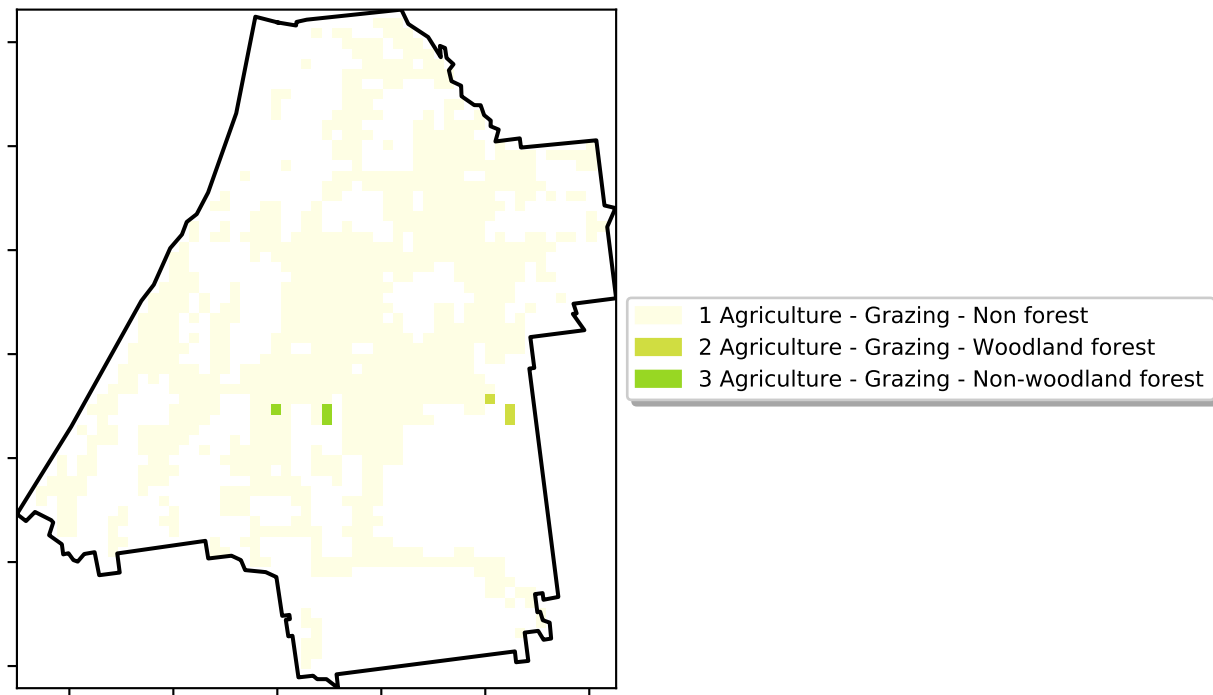 1 Agriculture - Grazing - Non forest
2 Agriculture - Grazing - Woodland forest
3 Agriculture - Grazing - Non-woodland forest